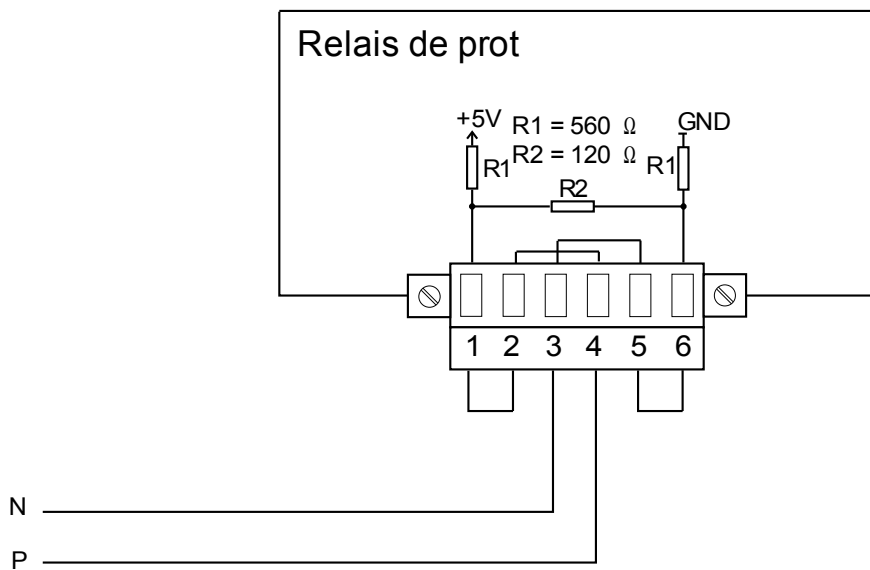 Relais de prot
+5V R1 = 560 Ω GND
R1 R2 = 120 Ω R1
R2
1 2 3 4 5 6
N
P